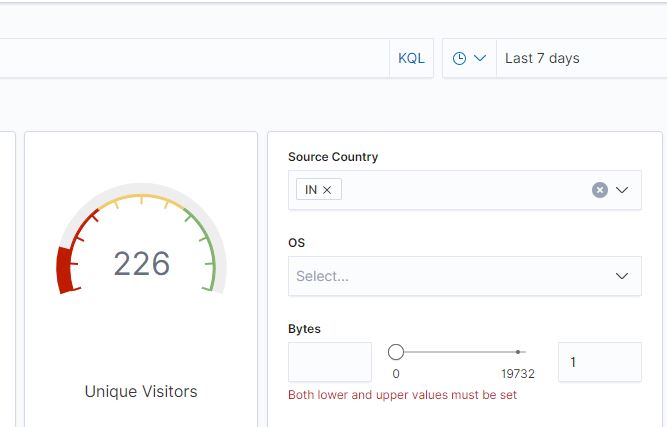 KQL
Last 7 days
226
Unique Visitors
Source Country
IN
OS
Select...
Bytes
0
19732
1
Both lower and upper values must be set